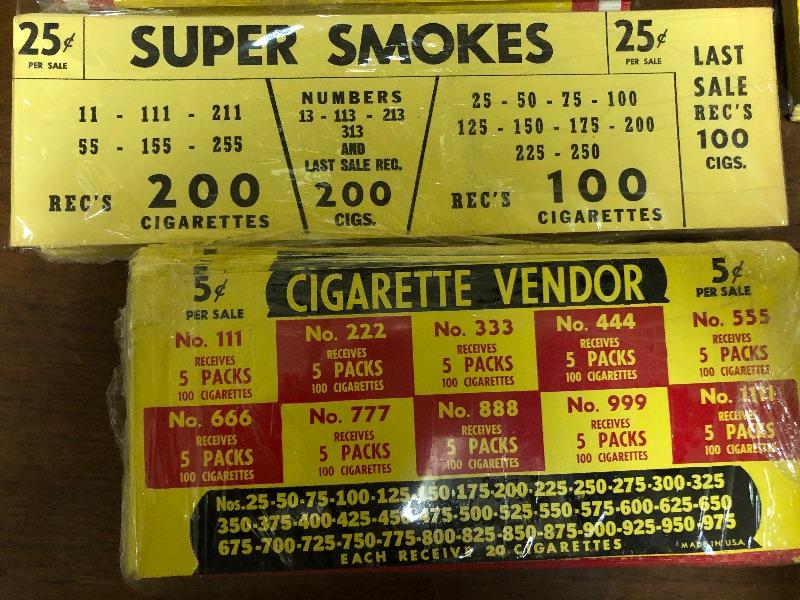 25¢
PER SALE
SUPER SMOKES
25¢
PER SALE
11 - 111 - 211
55 - 155 - 255
REC'S 200
CIGARETTES
NUMBERS
13 - 113 - 213
313
AND
LAST SALE REC.
200
CIGS.
25 - 50 - 75 - 100
125 - 150 - 175 - 200
225 - 250
REC'S 100
CIGARETTES
LAST
SALE
REC'S
100
CIGS.
5¢
PER SALE
CIGARETTE VENDOR
5¢
PER SALE
No. 111
RECEIVES
5 PACKS
100 CIGARETTES
No. 222
RECEIVES
5 PACKS
100 CIGARETTES
No. 333
RECEIVES
5 PACKS
100 CIGARETTES
No. 444
RECEIVES
5 PACKS
100 CIGARETTES
No. 555
RECEIVES
5 PACKS
100 CIGARETTES
No. 666
RECEIVES
5 PACKS
100 CIGARETTES
No. 777
RECEIVES
5 PACKS
100 CIGARETTES
No. 888
RECEIVES
5 PACKS
100 CIGARETTES
No. 999
RECEIVES
5 PACKS
100 CIGARETTES
No. 1111
RECEIVES
5 PACKS
100 CIGARETTES
Nos. 25-50-75-100-125-150-175-200-225-250-275-300-325
350-375-400-425-450-475-500-525-550-575-600-625-650
675-700-725-750-775-800-825-850-875-900-925-950-975
EACH RECEIVE 20 CIGARETTES
MADE IN U.S.A.